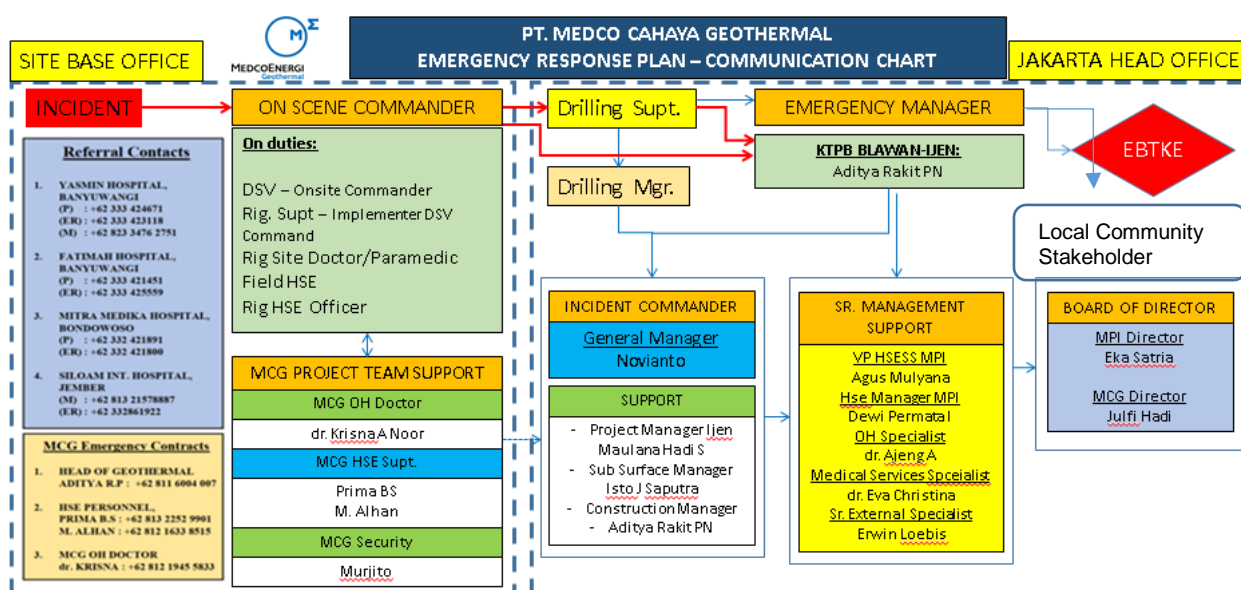 SITE BASE OFFICE
MEDCOENERGI
Geothermal
PT. MEDCO CAHAYA GEOTHERMAL
EMERGENCY RESPONSE PLAN – COMMUNICATION CHART
JAKARTA HEAD OFFICE
INCIDENT
Referral Contacts
1. YASMIN HOSPITAL,
BANYUWANGI
(P) : +62 333 424671
(ER) : +62 333 423118
(M) : +62 823 3476 2751
2. FATIMAH HOSPITAL,
BANYUWANGI
(P) : +62 333 421451
(ER) : +62 333 425559
3. MITRA MEDIKA HOSPITAL,
BONDOWOSO
(P) : +62 332 421891
(ER) : +62 332 421800
4. SILOAM INT. HOSPITAL,
JEMBER
(M) : +62 813 21578887
(ER) : +62 332861922
MCG Emergency Contracts
1. HEAD OF GEOTHERMAL
ADITYA R.P : +62 811 6004 007
2. HSE PERSONNEL,
PRIMA B.S : +62 813 2252 9901
M. ALHAN : +62 812 1633 8515
3. MCG OH DOCTOR
dr. KRISNA : +62 812 1945 5833
ON SCENE COMMANDER
On duties:
DSV – Onsite Commander
Rig. Supt – Implementer DSV
Command
Rig Site Doctor/Paramedic
Field HSE
Rig HSE Officer
MCG PROJECT TEAM SUPPORT
MCG OH Doctor
dr. Krisna A Noor
MCG HSE Supt.
Prima BS
M. Alhan
MCG Security
Murjito
Drilling Supt.
Drilling Mgr.
EMERGENCY MANAGER
KTPB BLAWAN-IJEN:
Aditya Rakit PN
EBTKE
Local Community
Stakeholder
INCIDENT COMMANDER
General Manager
Novianto
SUPPORT
- Project Manager Ijen
Maulana Hadi S
- Sub Surface Manager
Isto J Saputra
- Construction Manager
- Aditya Rakit PN
SR. MANAGEMENT
SUPPORT
VP HSESS MPI
Agus Mulyana
Hse Manager MPI
Dewi Permatal
OH Specialist
dr. Ajeng A
Medical Services Spceialist
dr. Eva Christina
Sr. External Specialist
Erwin Loebis
BOARD OF DIRECTOR
MPI Director
Eka Satria
MCG Director
Julfi Hadi